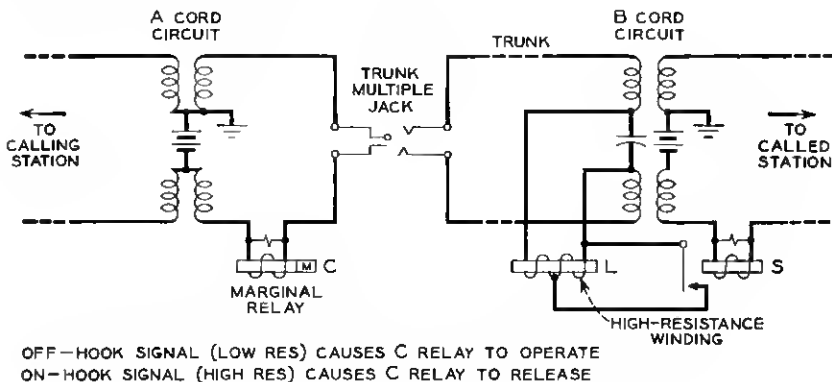 A CORD
CIRCUIT
B CORD
CIRCUIT
TRUNK
TRUNK
MULTIPLE
JACK
TO
CALLING
STATION
TO
CALLED
STATION
M
C
L
S
MARGINAL
RELAY
HIGH-RESISTANCE
WINDING
OFF-HOOK SIGNAL (LOW RES) CAUSES C RELAY TO OPERATE
ON-HOOK SIGNAL (HIGH RES) CAUSES C RELAY TO RELEASE